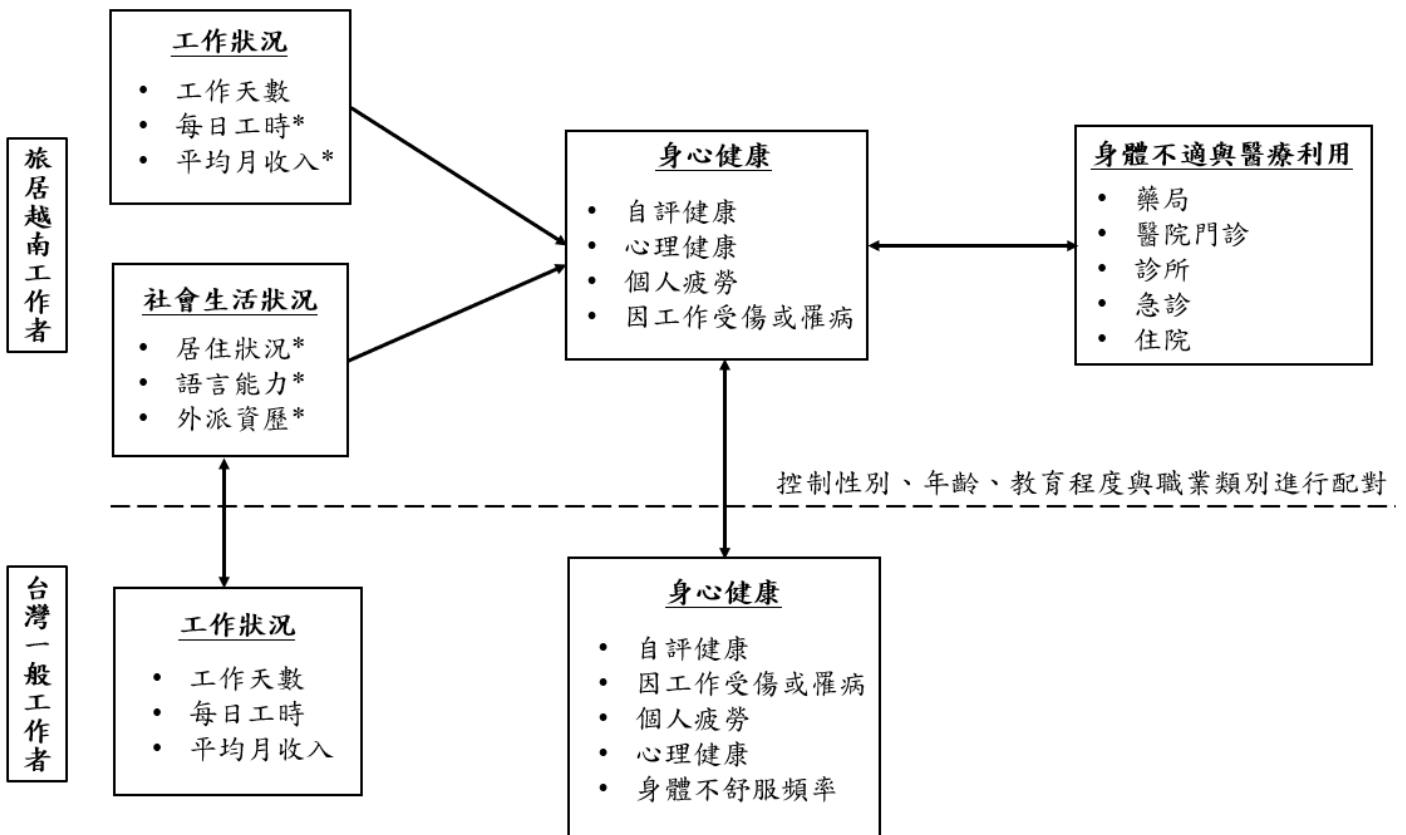 旅居越南工作者
工作狀況
• 工作天數
• 每日工時*
• 平均月收入*
社會生活狀況
• 居住狀況*
• 語言能力*
• 外派資歷*
身心健康
• 自評健康
• 心理健康
• 個人疲勞
• 因工作受傷或罹病
身體不適與醫療利用
• 藥局
• 醫院門診
• 診所
• 急診
• 住院
控制性別、年齡、教育程度與職業類別進行配對
台灣一般工作者
工作狀況
• 工作天數
• 每日工時
• 平均月收入
身心健康
• 自評健康
• 因工作受傷或罹病
• 個人疲勞
• 心理健康
• 身體不舒服頻率